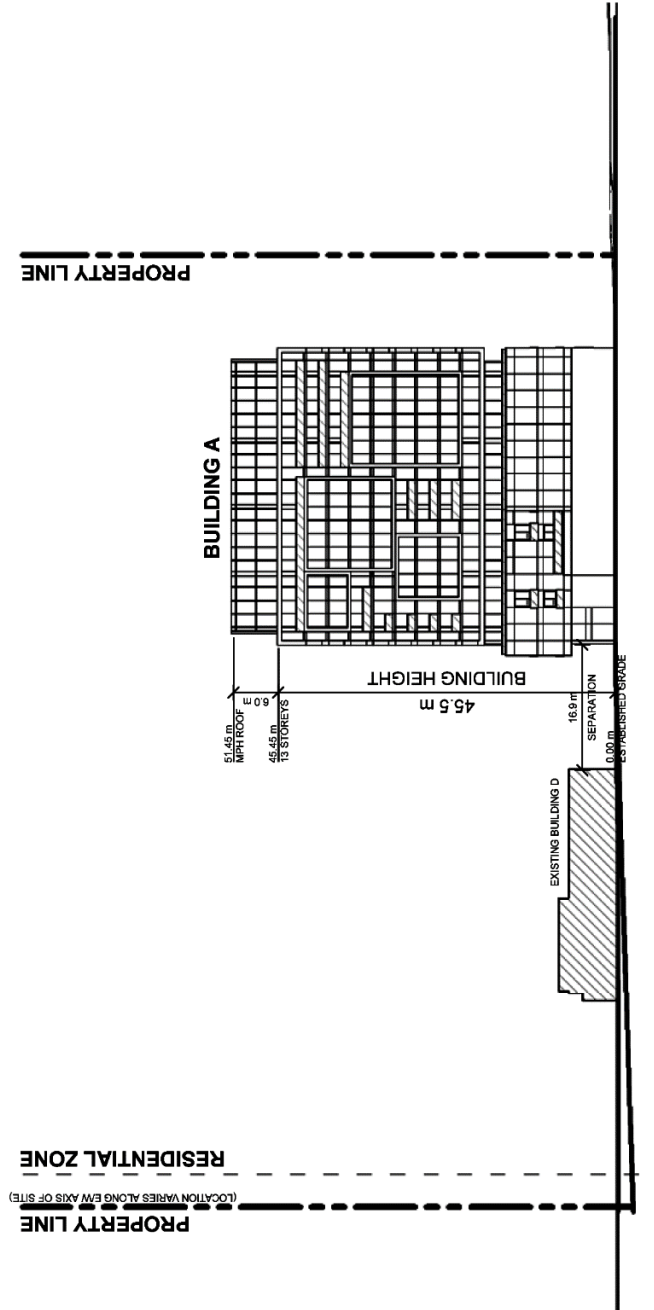 PROPERTY LINE
BUILDING A
51.45 m
MPH ROOF
6.0 m
45.45 m
13 STOREYS
45.5 m
BUILDING HEIGHT
16.9 m
SEPARATION
0.00 m
ESTABLISHED GRADE
EXISTING BUILDING D
RESIDENTIAL ZONE
(LOCATION VARIES ALONG E/W AXIS OF SITE)
PROPERTY LINE